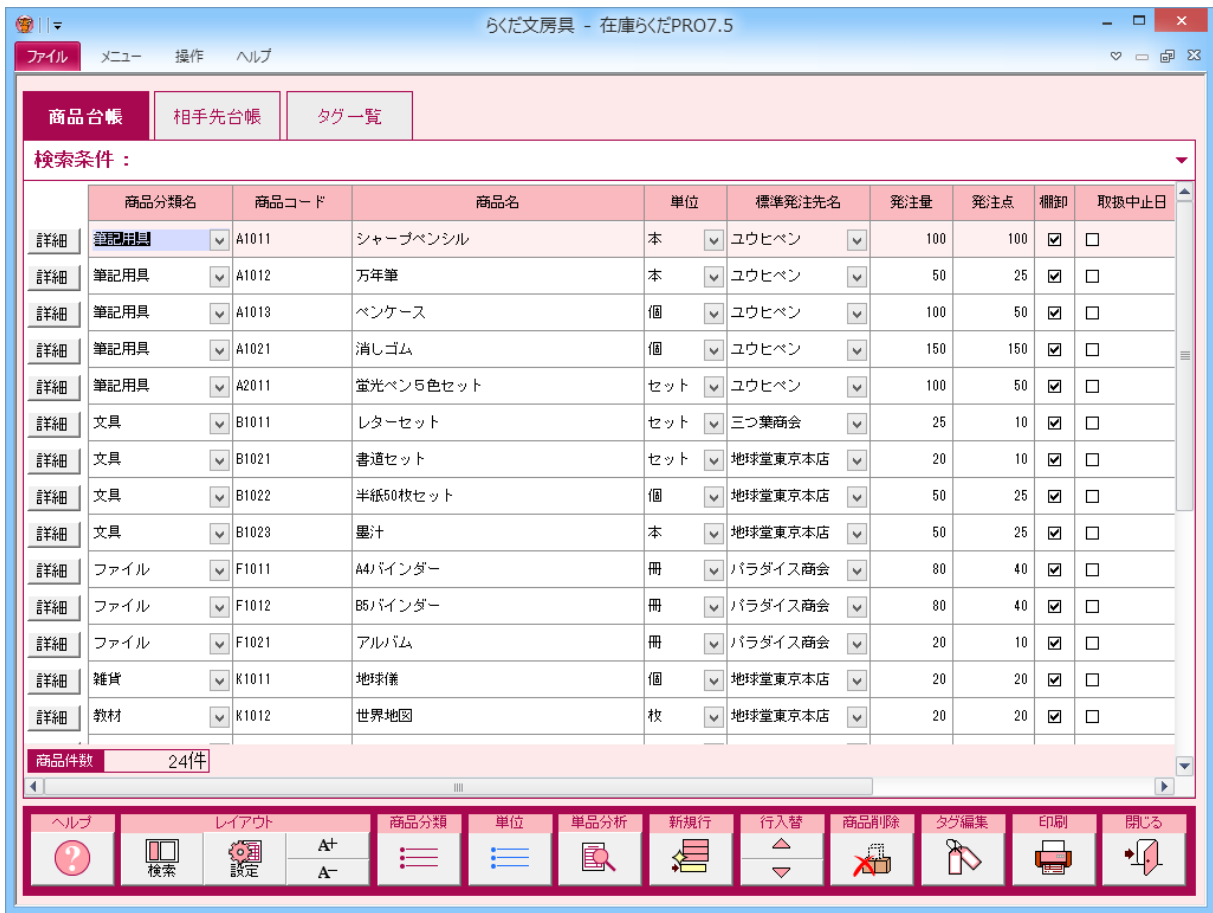 らくだ文房具 - 在庫らくだPRO7.5
ファイル メニュー 操作 ヘルプ
商品台帳 相手先台帳 タグ一覧
検索条件：
商品分類名 商品コード 商品名 単位 標準発注先名 発注量 発注点 棚卸 取扱中止日
詳細 筆記用具 A1011 シャープペンシル 本 ユウヒペン 100 100
詳細 筆記用具 A1012 万年筆 本 ユウヒペン 50 25
詳細 筆記用具 A1013 ペンケース 個 ユウヒペン 100 50
詳細 筆記用具 A1021 消しゴム 個 ユウヒペン 150 150
詳細 筆記用具 A2011 蛍光ペン５色セット セット ユウヒペン 100 50
詳細 文具 B1011 レターセット セット 三つ葉商会 25 10
詳細 文具 B1021 書道セット セット 地球堂東京本店 20 10
詳細 文具 B1022 半紙50枚セット 個 地球堂東京本店 50 25
詳細 文具 B1023 墨汁 本 地球堂東京本店 50 25
詳細 ファイル F1011 A4バインダー 冊 パラダイス商会 80 40
詳細 ファイル F1012 B5バインダー 冊 パラダイス商会 80 40
詳細 ファイル F1021 アルバム 冊 パラダイス商会 20 10
詳細 雑貨 K1011 地球儀 個 地球堂東京本店 20 20
詳細 教材 K1012 世界地図 枚 地球堂東京本店 20 20
商品件数 24件
ヘルプ レイアウト 商品分類 単位 単品分析 新規行 行入替 商品削除 タグ編集 印刷 閉じる
検索 設定 A+ A-